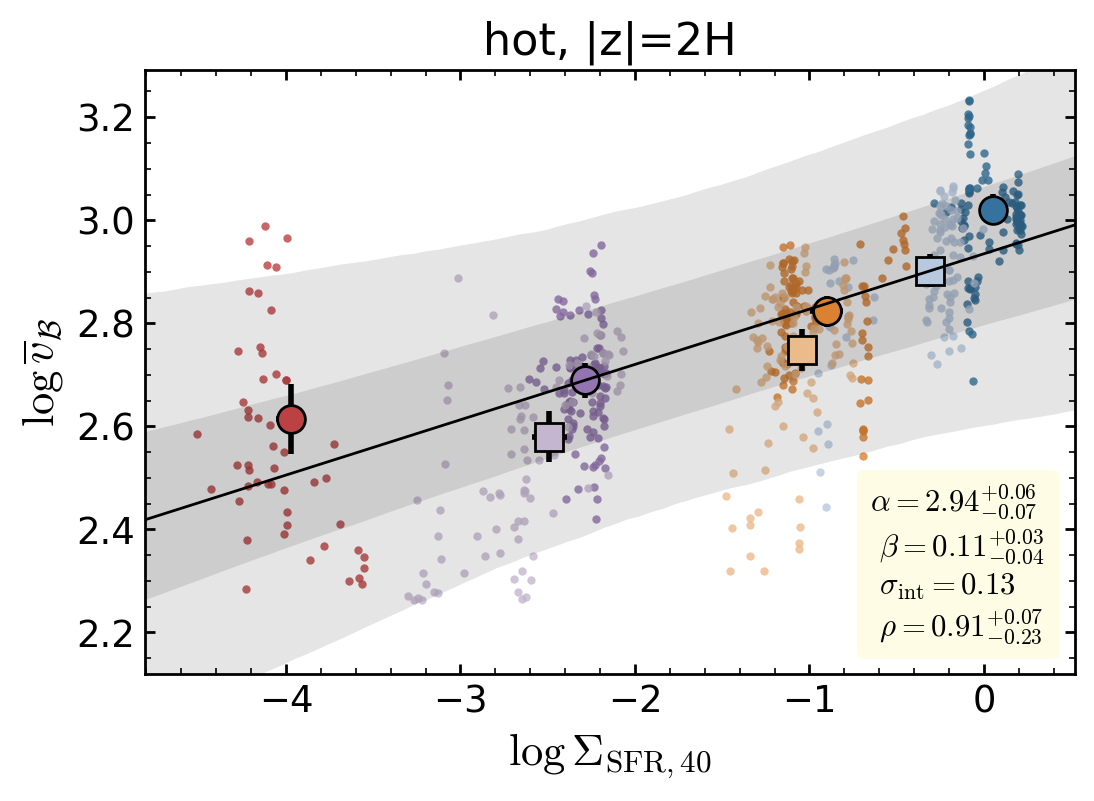 hot, |z|=2H
3.2
3.0
2.8
2.6
2.4
2.2
log v̅_ℬ
α = 2.94^{+0.06}_{−0.07}
β = 0.11^{+0.03}_{−0.04}
σ_int = 0.13
ρ = 0.91^{+0.07}_{−0.23}
−4 −3 −2 −1 0
log Σ_{SFR, 40}